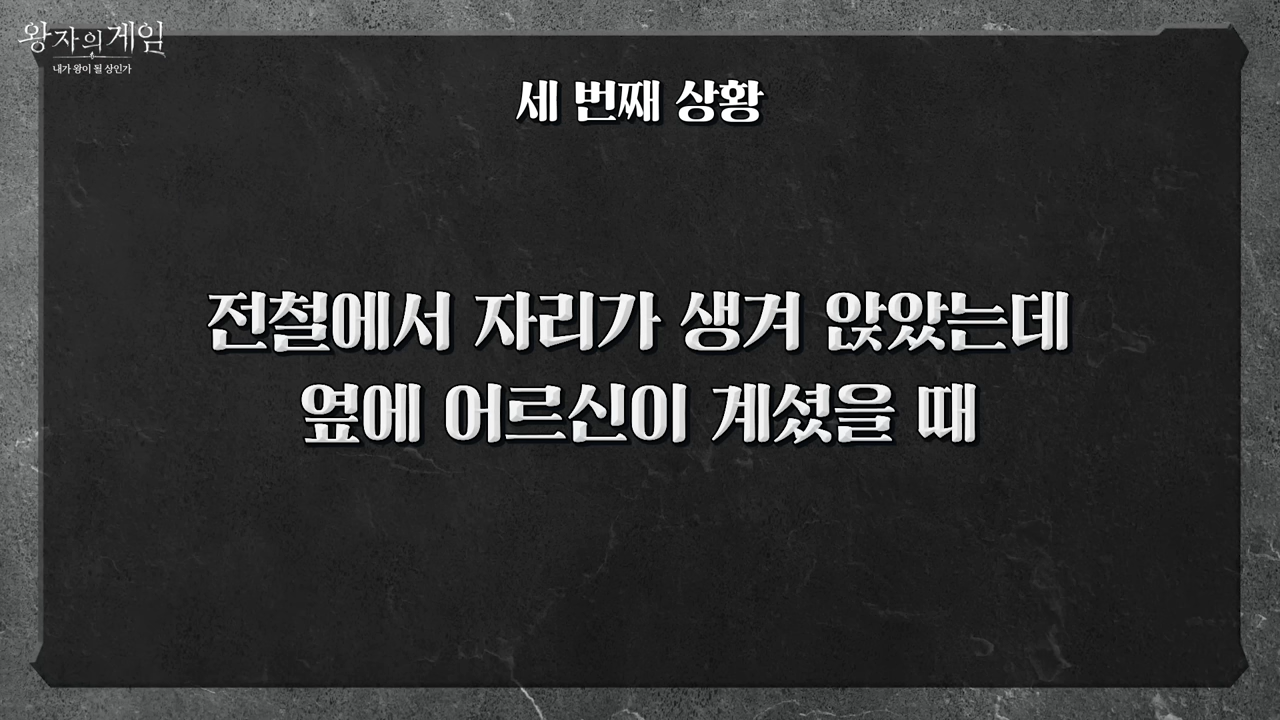 왕자의 게임
내가 왕이 될 상인가
세 번째 상황
전철에서 자리가 생겨 앉았는데
옆에 어르신이 계셨을 때